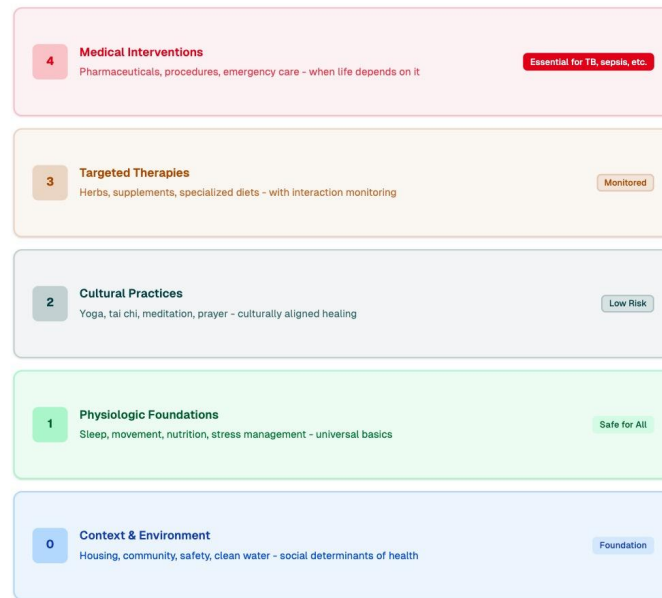 4
Medical Interventions
Pharmaceuticals, procedures, emergency care - when life depends on it
Essential for TB, sepsis, etc.
3
Targeted Therapies
Herbs, supplements, specialized diets - with interaction monitoring
Monitored
2
Cultural Practices
Yoga, tai chi, meditation, prayer - culturally aligned healing
Low Risk
1
Physiologic Foundations
Sleep, movement, nutrition, stress management - universal basics
Safe for All
0
Context & Environment
Housing, community, safety, clean water - social determinants of health
Foundation